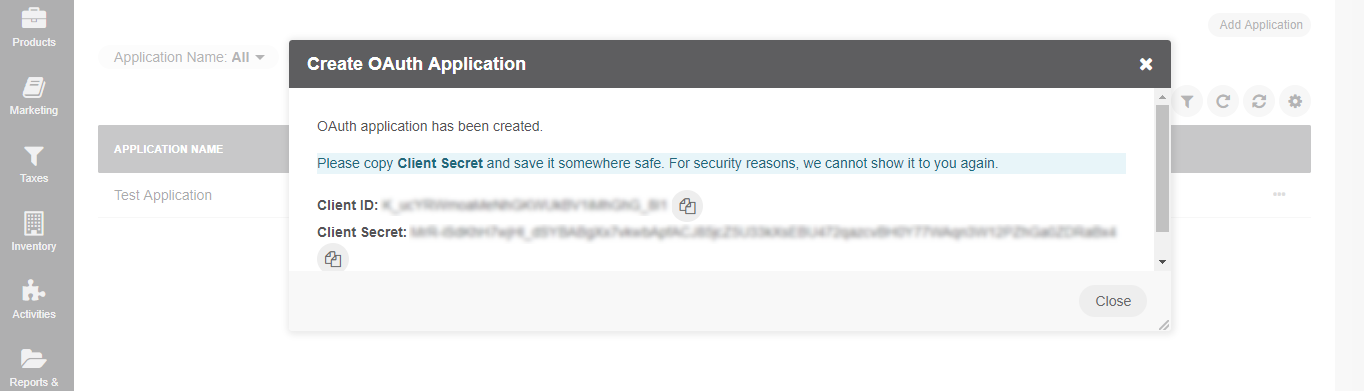 Products
Marketing
Taxes
Inventory
Activities
Reports &
Add Application
Application Name: All
APPLICATION NAME
Test Application
Create OAuth Application
OAuth application has been created.
Please copy Client Secret and save it somewhere safe. For security reasons, we cannot show it to you again.
Client ID:
Client Secret:
Close